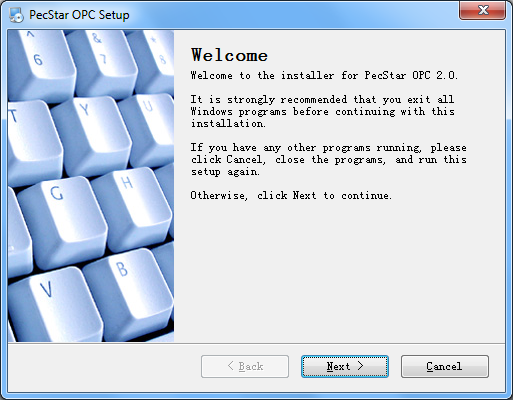 PecStar OPC Setup
Welcome
Welcome to the installer for PecStar OPC 2.0.
It is strongly recommended that you exit all
Windows programs before continuing with this
installation.
If you have any other programs running, please
click Cancel, close the programs, and run this
setup again.
Otherwise, click Next to continue.
^
6
&
7
T
Y
U
G
H
V
B
< Back
Next >
Cancel